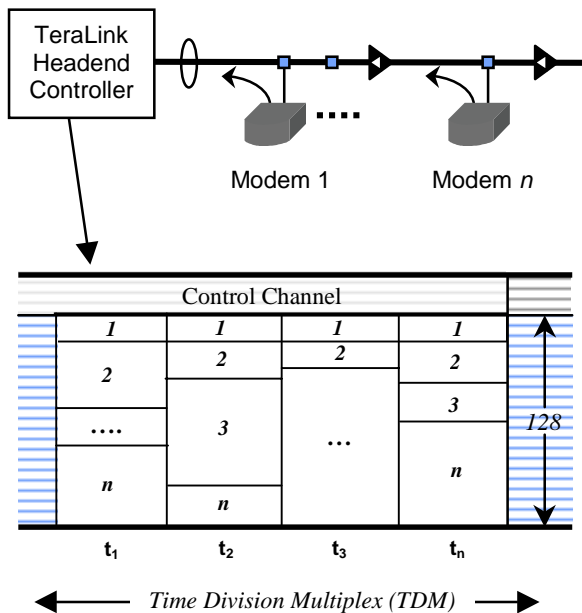 TeraLink
Headend
Controller
Modem 1
Modem n
Control Channel
1 1 1 1
2 2 2 2
.... 3 ... 3
n n n
128
t1 t2 t3 tn
Time Division Multiplex (TDM)